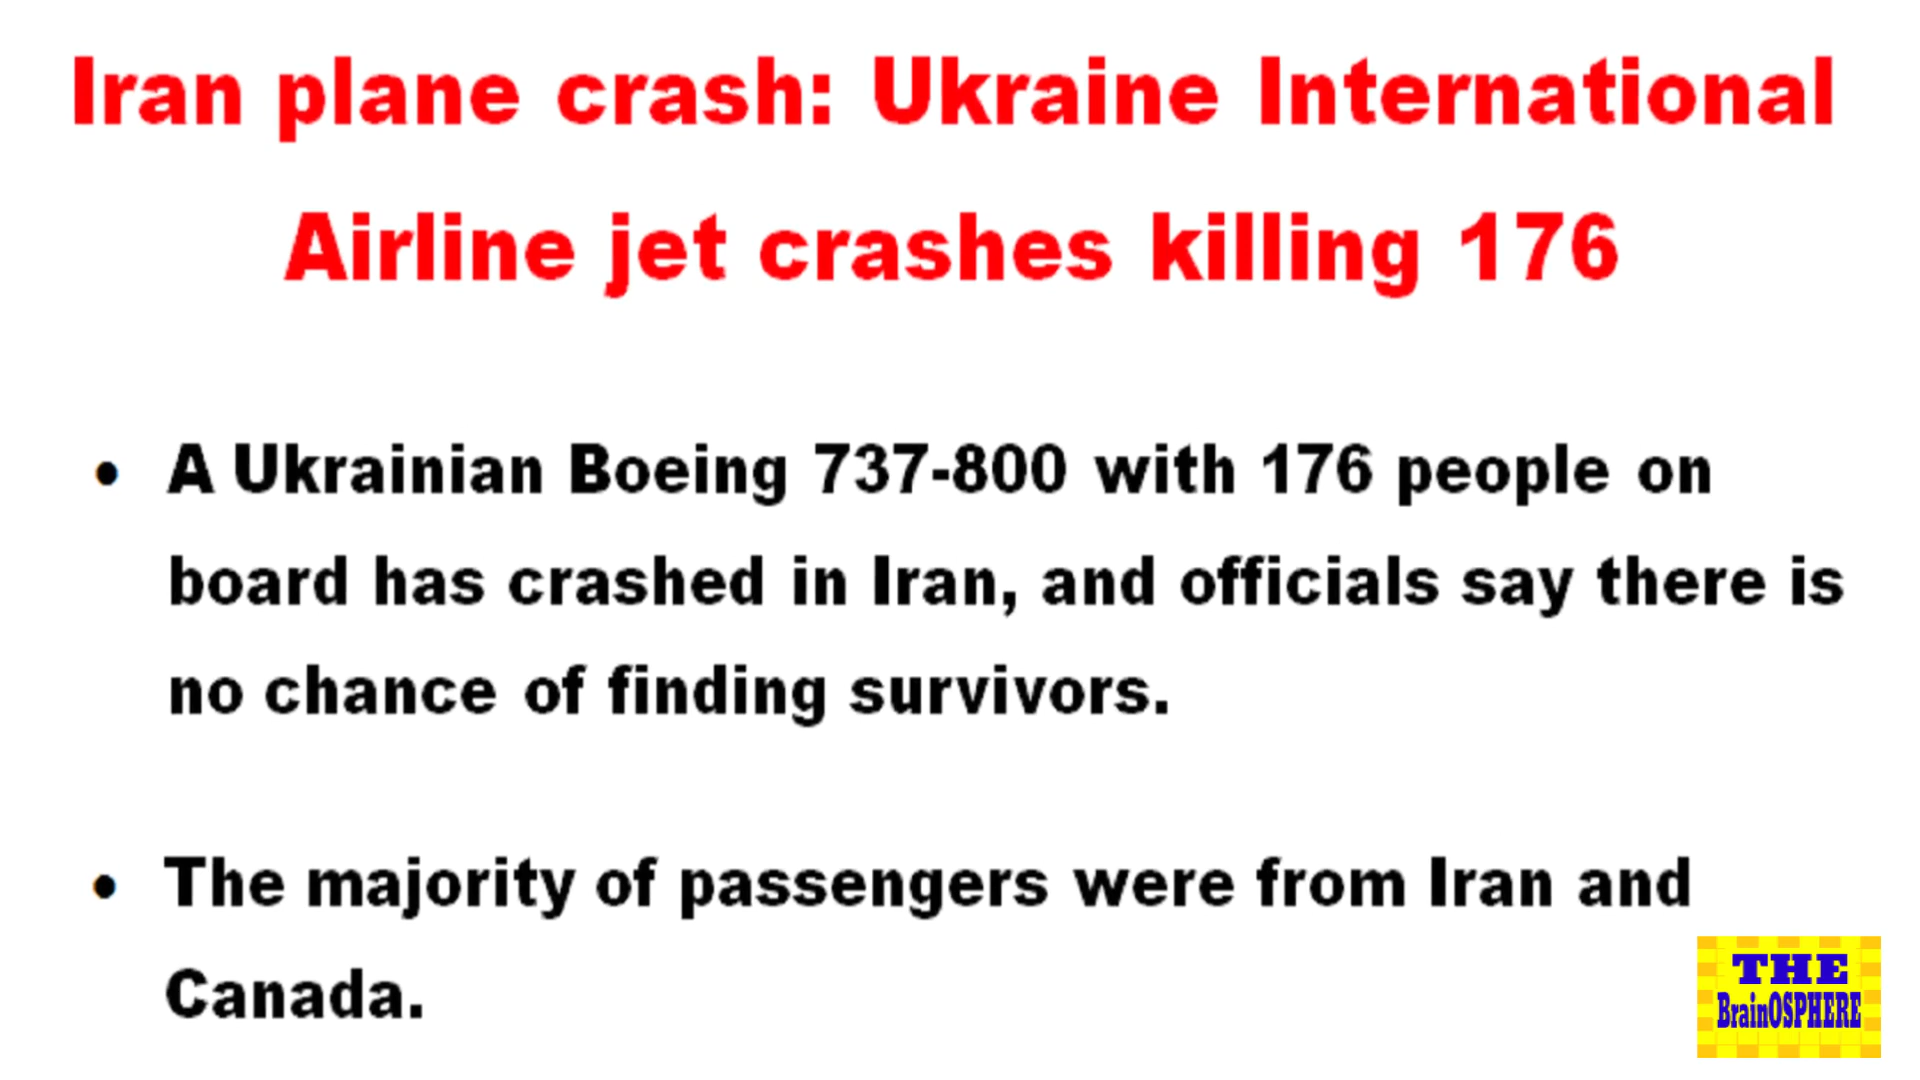 Iran plane crash: Ukraine International
Airline jet crashes killing 176
• A Ukrainian Boeing 737-800 with 176 people on
board has crashed in Iran, and officials say there is
no chance of finding survivors.
• The majority of passengers were from Iran and
Canada.
THE
BrainOSPHERE